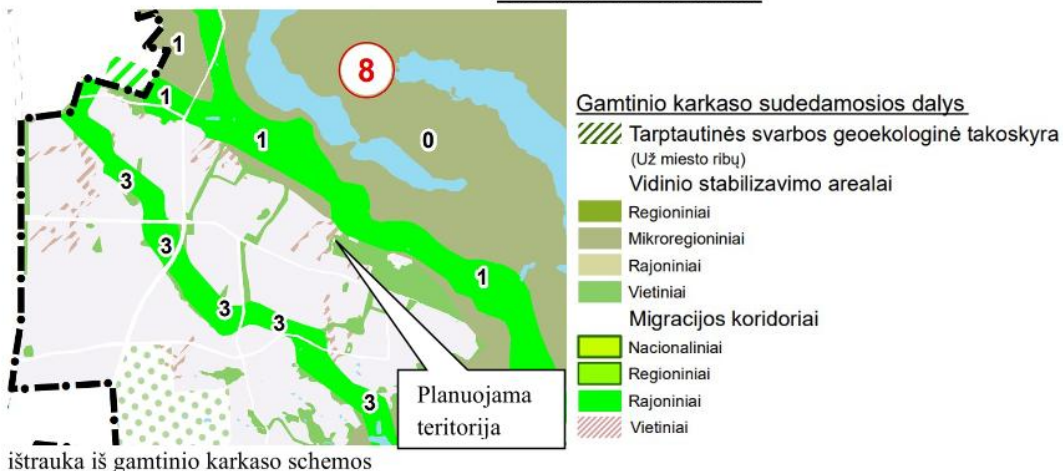 1
8
1
1
0
3
3
1
3
3
3
Planuojama
teritorija
ištrauka iš gamtinio karkaso schemos
Gamtinio karkaso sudedamosios dalys
Tarptautinės svarbos geoekologinė takoskyra
(Už miesto ribų)
Vidinio stabilizavimo arealai
Regioniniai
Mikroregioniniai
Rajoniniai
Vietiniai
Migracijos koridoriai
Nacionaliniai
Regioniniai
Rajoniniai
Vietiniai